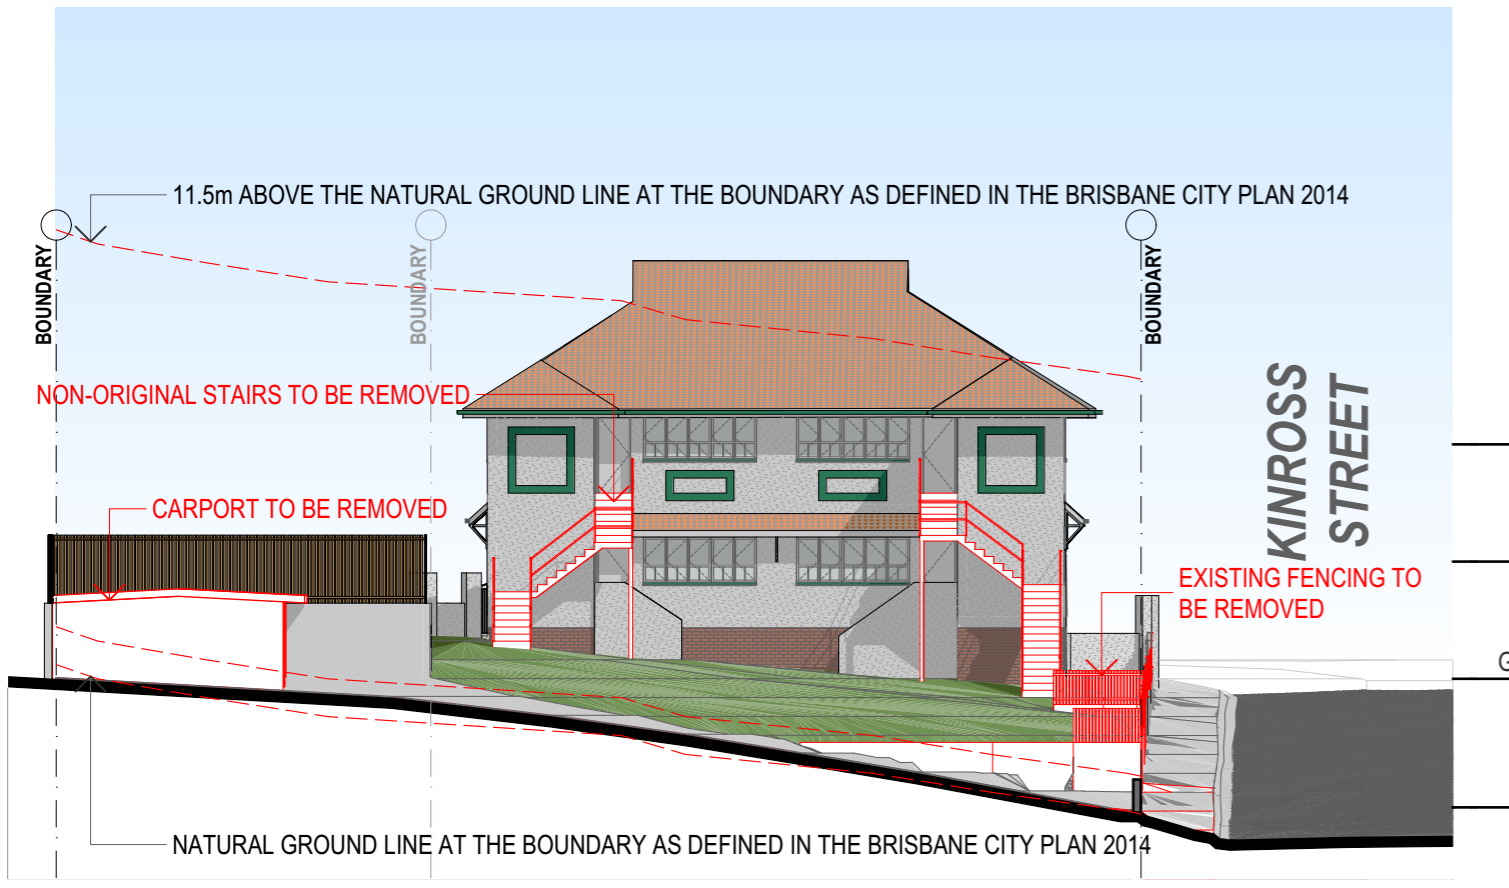 11.5m ABOVE THE NATURAL GROUND LINE AT THE BOUNDARY AS DEFINED IN THE BRISBANE CITY PLAN 2014
BOUNDARY
BOUNDARY
BOUNDARY
NON-ORIGINAL STAIRS TO BE REMOVED
KINROSS
STREET
CARPORT TO BE REMOVED
EXISTING FENCING TO
BE REMOVED
G
NATURAL GROUND LINE AT THE BOUNDARY AS DEFINED IN THE BRISBANE CITY PLAN 2014